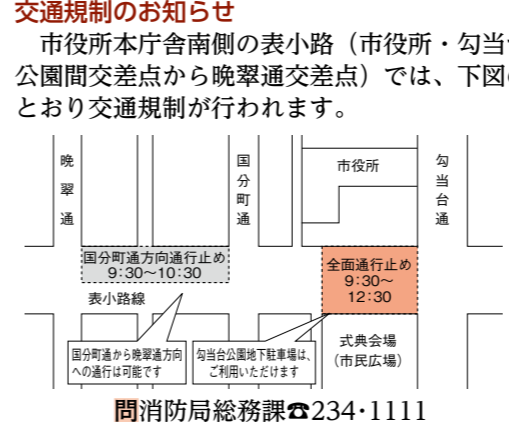 交通規制のお知らせ
市役所本庁舎南側の表小路（市役所・勾当台
公園間交差点から晩翠通交差点）では、下図の
とおり交通規制が行われます。
晩翠通
国分町通
市役所
勾当台通
国分町通方向通行止め
9:30～10:30
全面通行止め
9:30～
12:30
表小路線
国分町通から晩翠通方向
への通行は可能です
勾当台公園地下駐車場は、
ご利用いただけます
式典会場
（市民広場）
問消防局総務課☎234･1111